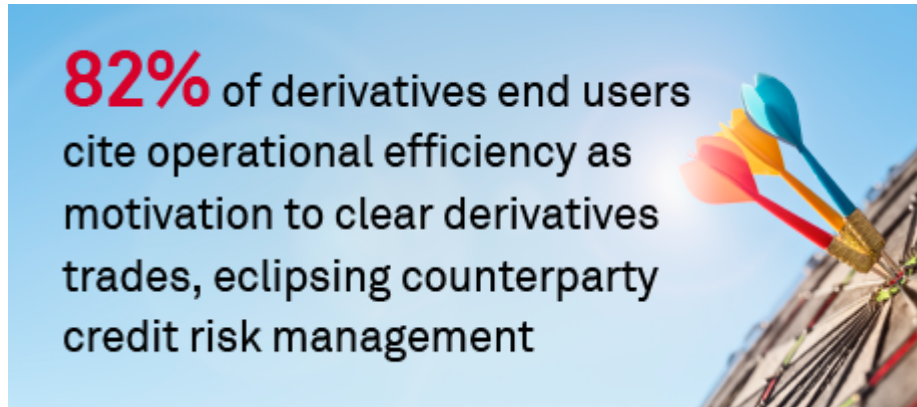 82% of derivatives end users
cite operational efficiency as
motivation to clear derivatives
trades, eclipsing counterparty
credit risk management